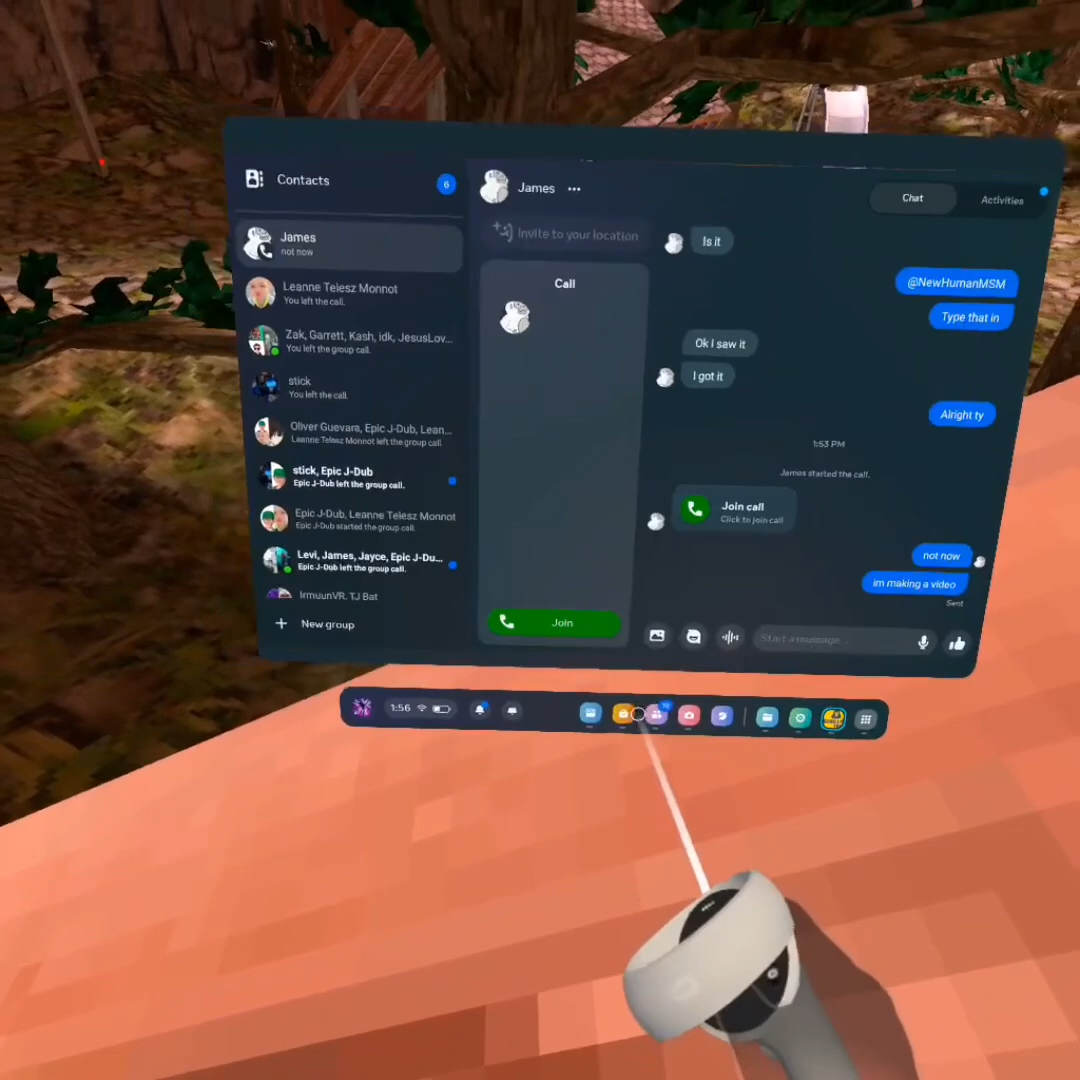 Contacts
6
James
not now
Leanne Telesz Monnot
You left the call.
Zak, Garrett, Kash, idk, JesusLov...
You left the group call.
stick
You left the call.
Oliver Guevara, Epic J-Dub, Lean...
Leanne Telesz Monnot left the group call.
stick, Epic J-Dub
Epic J-Dub left the group call.
Epic J-Dub, Leanne Telesz Monnot
Epic J-Dub started the group call.
Levi, James, Jayce, Epic J-Du...
Epic J-Dub left the group call.
IrmuunVR, TJ Bat
New group
James
Invite to your location
Call
Join
Chat
Activities
Is it
@NewHumanMSM
Type that in
Ok I saw it
I got it
Alright ty
1:53 PM
James started the call.
Join call
Click to join call
not now
im making a video
Sent
Start a message...
1:56